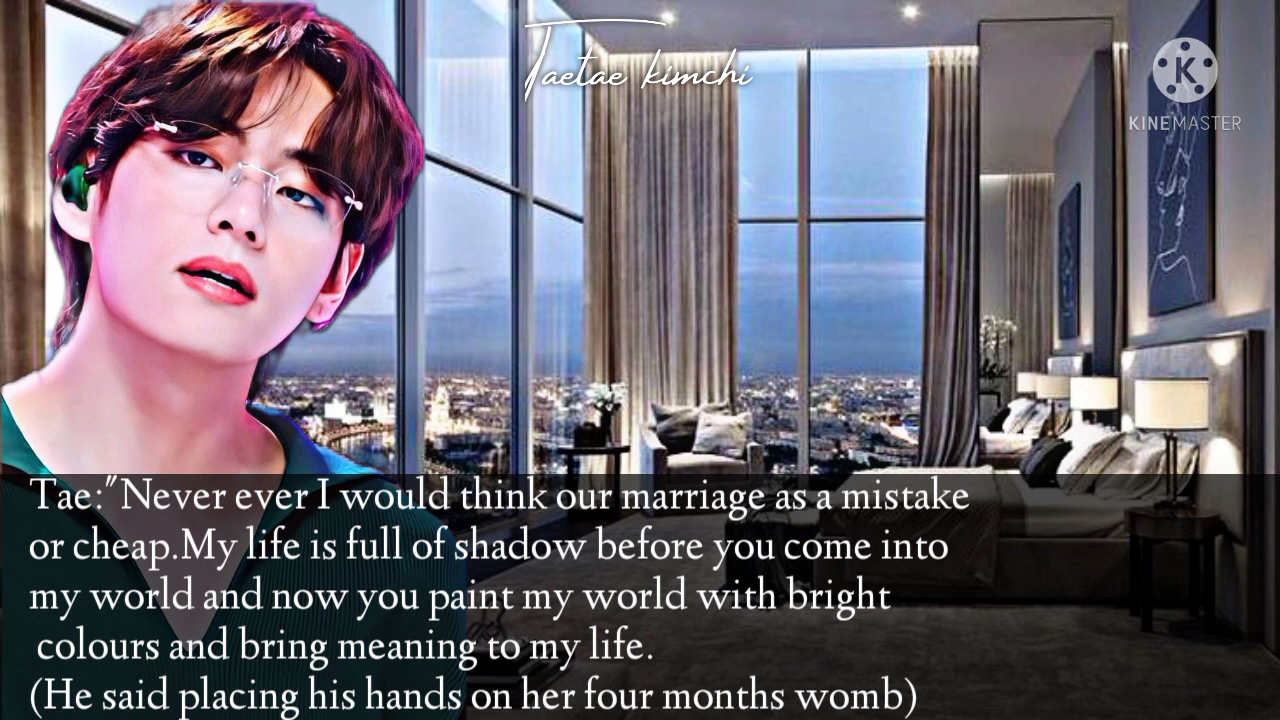 Taetae kimchi
K
KINEMASTER
Tae:"Never ever I would think our marriage as a mistake
or cheap.My life is full of shadow before you come into
my world and now you paint my world with bright
colours and bring meaning to my life.
(He said placing his hands on her four months womb)